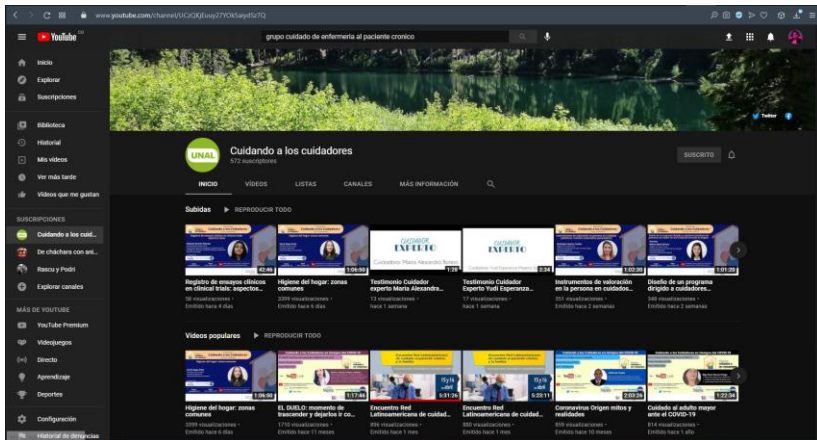 www.youtube.com/channel/UCzQKjEuuy27YOk5aiydSz7Q
YouTube CO
grupo cuidado de enfermeria al paciente cronico
Inicio
Explorar
Suscripciones
Biblioteca
Historial
Mis vídeos
Ver más tarde
Vídeos que me gustan
SUSCRIPCIONES
Cuidando a los cuid...
De cháchara con ani...
Rascu y Podri
Explorar canales
MÁS DE YOUTUBE
YouTube Premium
Videojuegos
Directo
Aprendizaje
Deportes
Configuración
Historial de denuncias
Twitter
UNAL
Cuidando a los cuidadores
572 suscriptores
SUSCRITO
INICIO VÍDEOS LISTAS CANALES MÁS INFORMACIÓN
Subidas REPRODUCIR TODO
CUIDADOR EXPERTO
CUIDADOR EXPERTO
42:46 1:06:50 1:28 2:34 1:02:30 1:01:20
Registro de ensayos clínicos en clinical trials: aspectos...
58 visualizaciones •
Emitido hace 4 días
Higiene del hogar: zonas comunes
3399 visualizaciones •
Emitido hace 6 días
Testimonio Cuidador experto María Alexandra...
13 visualizaciones •
hace 1 semana
Testimonio Cuidador Experto Yudi Esperanza...
17 visualizaciones •
hace 1 semana
Instrumentos de valoración en la persona en cuidados...
351 visualizaciones •
Emitido hace 2 semanas
Diseño de un programa dirigido a cuidadores...
348 visualizaciones •
Emitido hace 2 semanas
Vídeos populares REPRODUCIR TODO
1:06:50 1:17:46 5:31:26 5:23:11 2:03:26 1:22:34
Higiene del hogar: zonas comunes
3399 visualizaciones •
Emitido hace 6 días
EL DUELO: momento de trascender y dejarlos ir co...
1710 visualizaciones •
Emitido hace 11 meses
Encuentro Red Latinoamericana de cuidad...
896 visualizaciones •
Emitido hace 1 mes
Encuentro Red Latinoamericana de cuidad...
880 visualizaciones •
Emitido hace 1 mes
Coronavirus Origen mitos y realidades
859 visualizaciones •
Emitido hace 10 meses
Cuidado al adulto mayor ante el COVID-19
814 visualizaciones •
Emitido hace 1 año